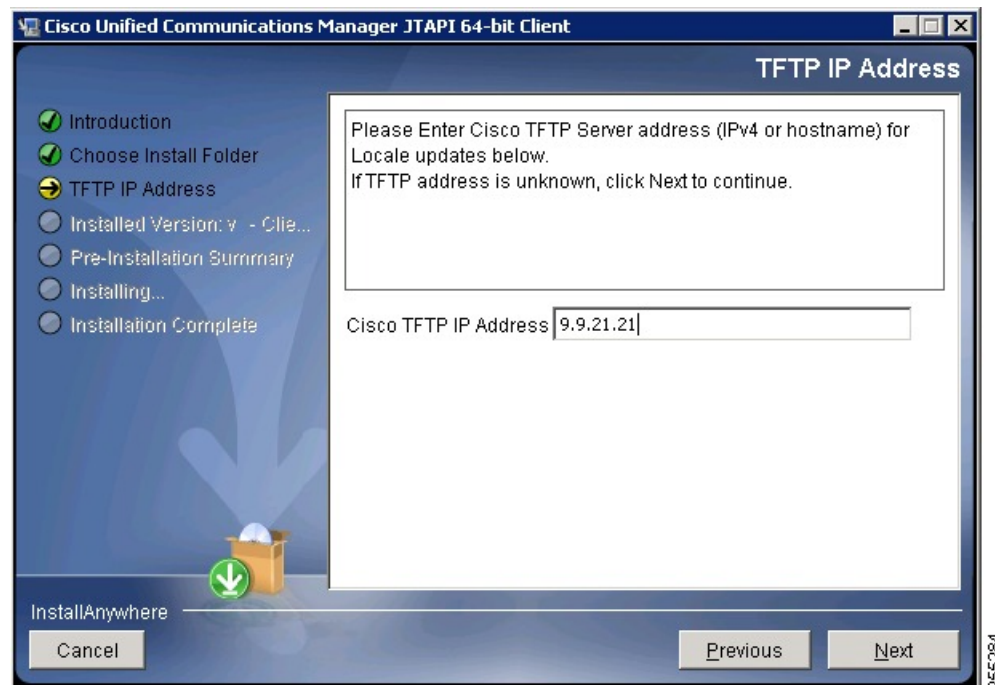 Cisco Unified Communications Manager JTAPI 64-bit Client
TFTP IP Address
Introduction
Choose Install Folder
TFTP IP Address
Installed Version: v - Clie...
Pre-Installation Summary
Installing...
Installation Complete
Please Enter Cisco TFTP Server address (IPv4 or hostname) for
Locale updates below.
If TFTP address is unknown, click Next to continue.
Cisco TFTP IP Address 9.9.21.21
InstallAnywhere
Cancel
Previous
Next